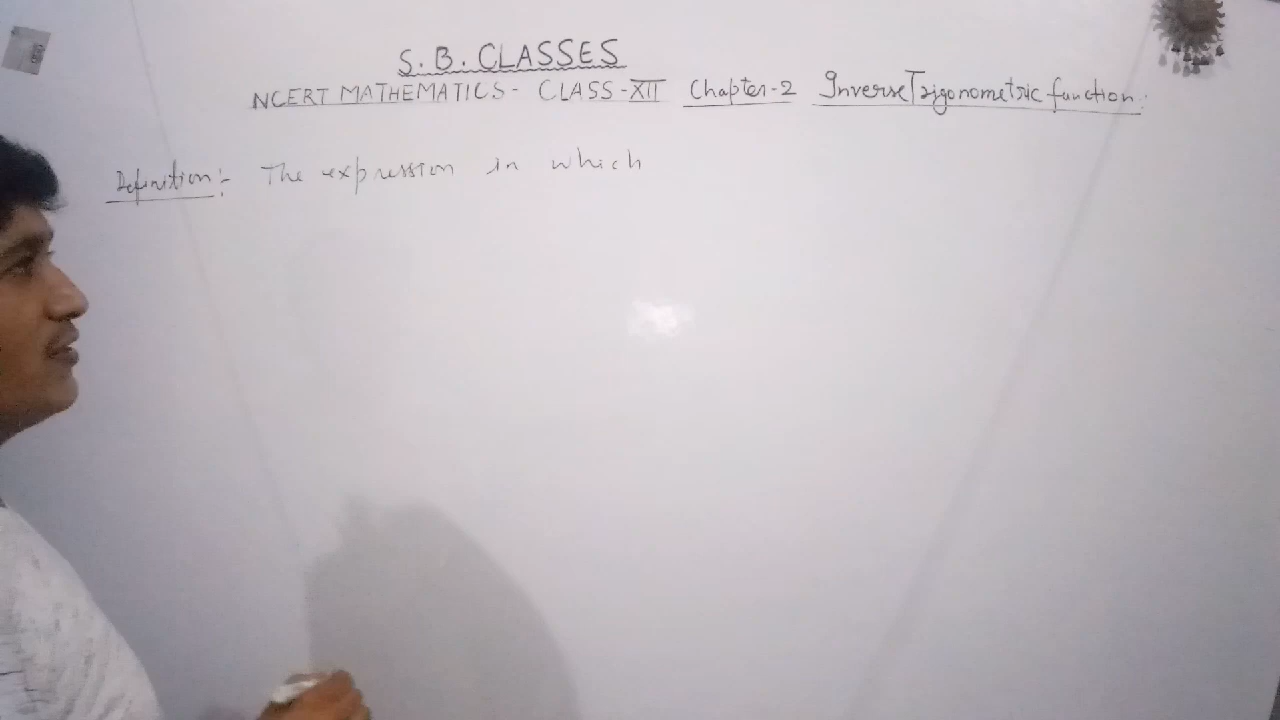 S. B. CLASSES
NCERT MATHEMATICS - CLASS - XII Chapter - 2 Inverse Trigonometric function :
Definition :- The expression in which